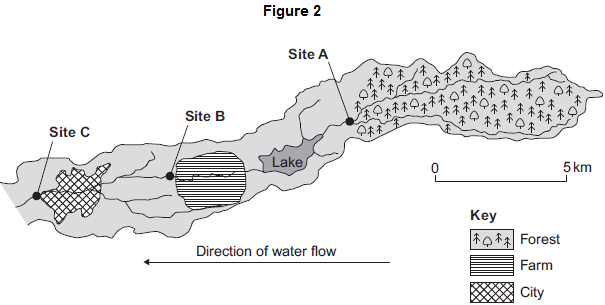 Figure 2
Site A
Site B
Site C
Lake
0
5 km
Direction of water flow
Key
Forest
Farm
City